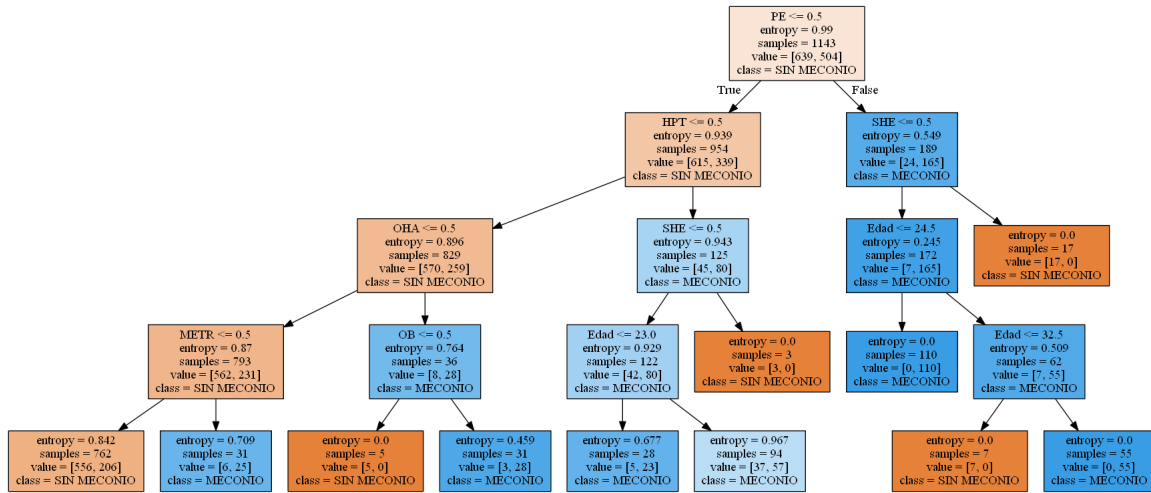 PE <= 0.5
entropy = 0.99
samples = 1143
value = [639, 504]
class = SIN MECONIO
True
False
HPT <= 0.5
entropy = 0.939
samples = 954
value = [615, 339]
class = SIN MECONIO
SHE <= 0.5
entropy = 0.549
samples = 189
value = [24, 165]
class = MECONIO
OHA <= 0.5
entropy = 0.896
samples = 829
value = [570, 259]
class = SIN MECONIO
SHE <= 0.5
entropy = 0.943
samples = 125
value = [45, 80]
class = MECONIO
Edad <= 24.5
entropy = 0.245
samples = 172
value = [7, 165]
class = MECONIO
entropy = 0.0
samples = 17
value = [17, 0]
class = SIN MECONIO
METR <= 0.5
entropy = 0.87
samples = 793
value = [562, 231]
class = SIN MECONIO
OB <= 0.5
entropy = 0.764
samples = 36
value = [8, 28]
class = MECONIO
Edad <= 23.0
entropy = 0.929
samples = 122
value = [42, 80]
class = MECONIO
entropy = 0.0
samples = 3
value = [3, 0]
class = SIN MECONIO
entropy = 0.0
samples = 110
value = [0, 110]
class = MECONIO
Edad <= 32.5
entropy = 0.509
samples = 62
value = [7, 55]
class = MECONIO
entropy = 0.842
samples = 762
value = [556, 206]
class = SIN MECONIO
entropy = 0.709
samples = 31
value = [6, 25]
class = MECONIO
entropy = 0.0
samples = 5
value = [5, 0]
class = SIN MECONIO
entropy = 0.459
samples = 31
value = [3, 28]
class = MECONIO
entropy = 0.677
samples = 28
value = [5, 23]
class = MECONIO
entropy = 0.967
samples = 94
value = [37, 57]
class = MECONIO
entropy = 0.0
samples = 7
value = [7, 0]
class = SIN MECONIO
entropy = 0.0
samples = 55
value = [0, 55]
class = MECONIO